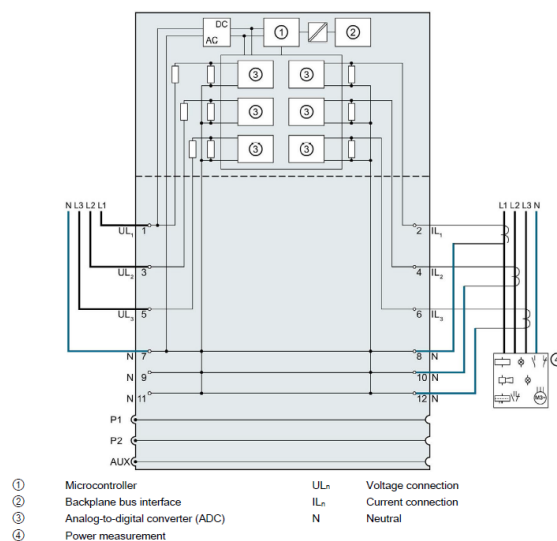 DC
AC
① ②
③ ③
③ ③
③ ③
N L3 L2 L1
L1 L2 L3 N
UL₁ 1
2 IL₁
UL₂ 3
4 IL₂
UL₃ 5
6 IL₃
N 7
8 N
N 9
10 N
N 11
12 N
④
M3~
P1
P2
AUX
① Microcontroller ULₙ Voltage connection
② Backplane bus interface ILₙ Current connection
③ Analog-to-digital converter (ADC) N Neutral
④ Power measurement